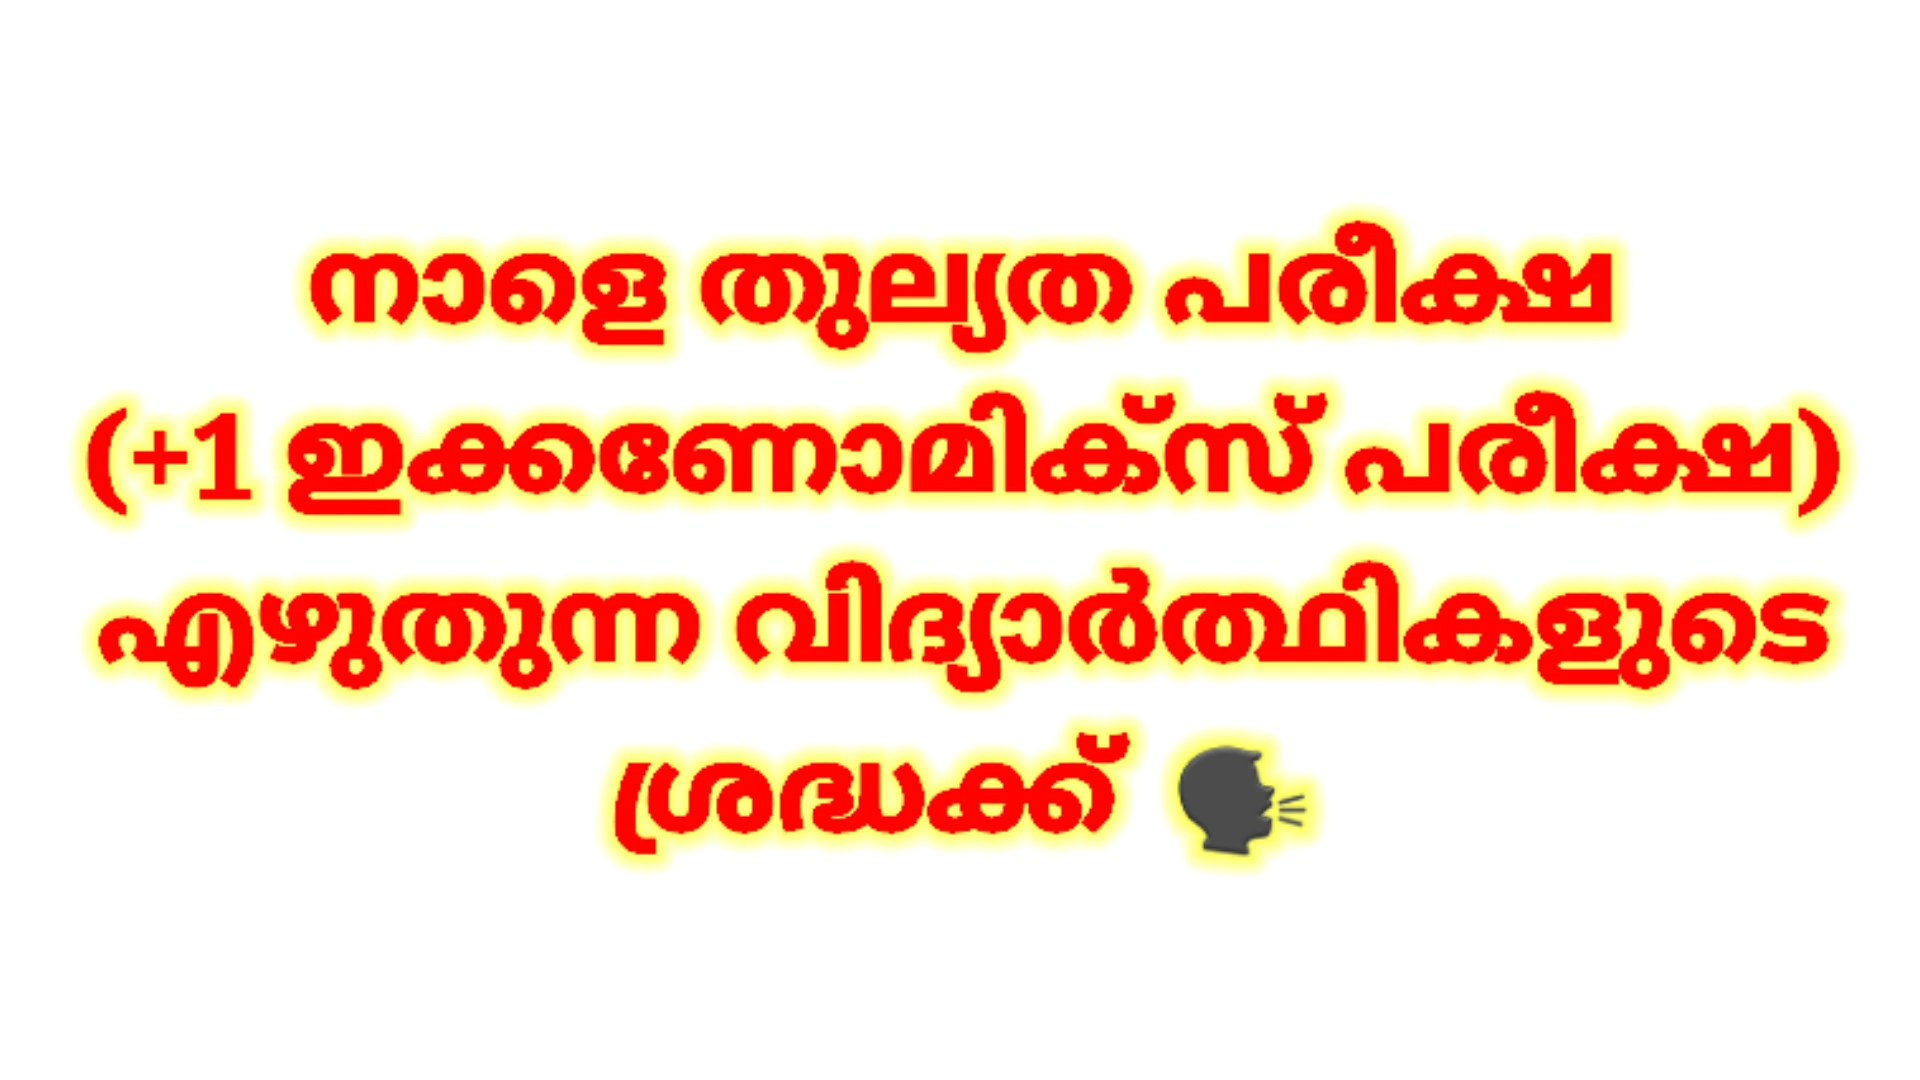 നാളെ തുല്യത പരീക്ഷ
(+1 ഇക്കണോമിക്സ് പരീക്ഷ)
എഴുതുന്ന വിദ്യാർത്ഥികളുടെ
ശ്രദ്ധക്ക് 🗣